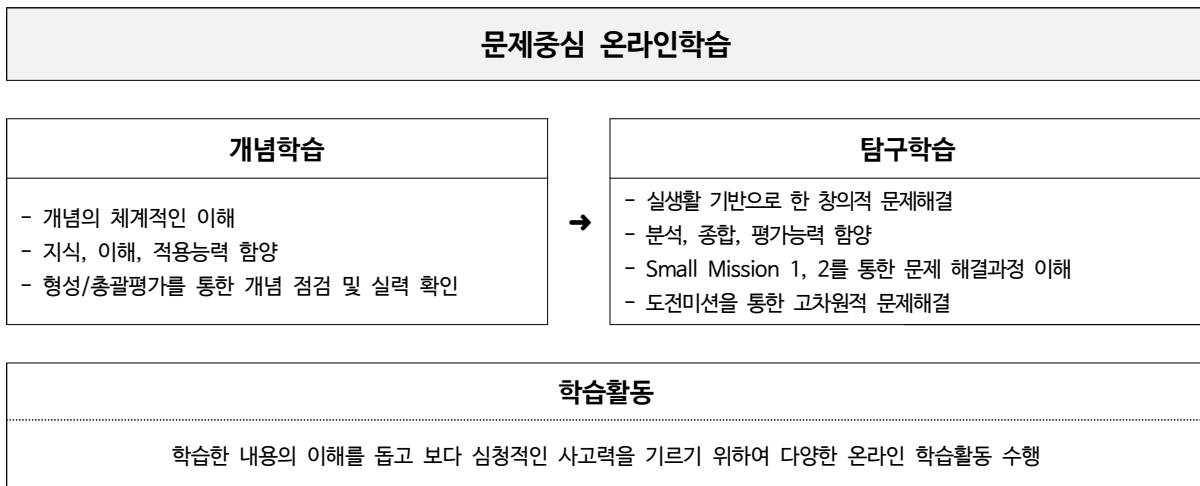 문제중심 온라인학습
개념학습
- 개념의 체계적인 이해
- 지식, 이해, 적용능력 함양
- 형성/총괄평가를 통한 개념 점검 및 실력 확인
➜
탐구학습
- 실생활 기반으로 한 창의적 문제해결
- 분석, 종합, 평가능력 함양
- Small Mission 1, 2를 통한 문제 해결과정 이해
- 도전미션을 통한 고차원적 문제해결
학습활동
학습한 내용의 이해를 돕고 보다 심청적인 사고력을 기르기 위하여 다양한 온라인 학습활동 수행